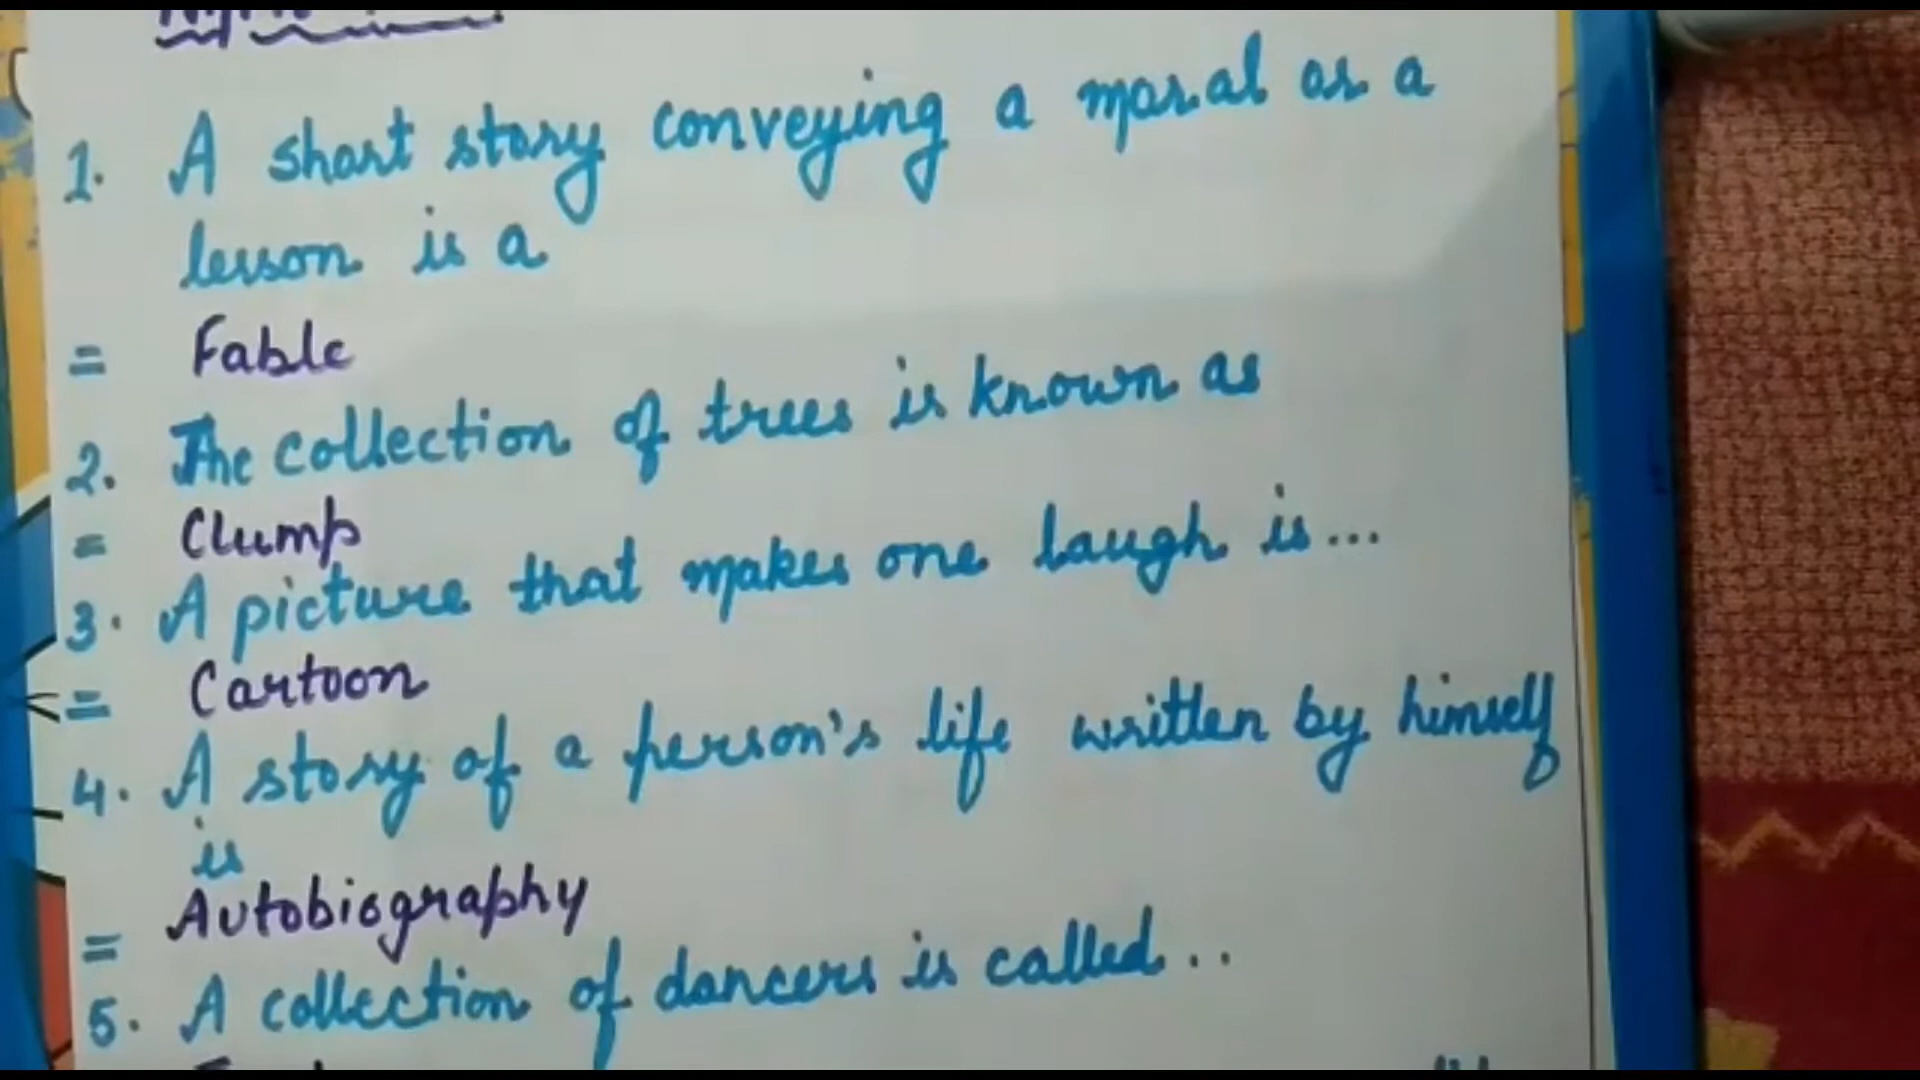 1. A short story conveying a moral or a
lesson is a
= Fable
2. The collection of trees is known as
= Clump
3. A picture that makes one laugh is...
= Cartoon
4. A story of a person's life written by himself
is
= Autobiography
5. A collection of dancers is called..